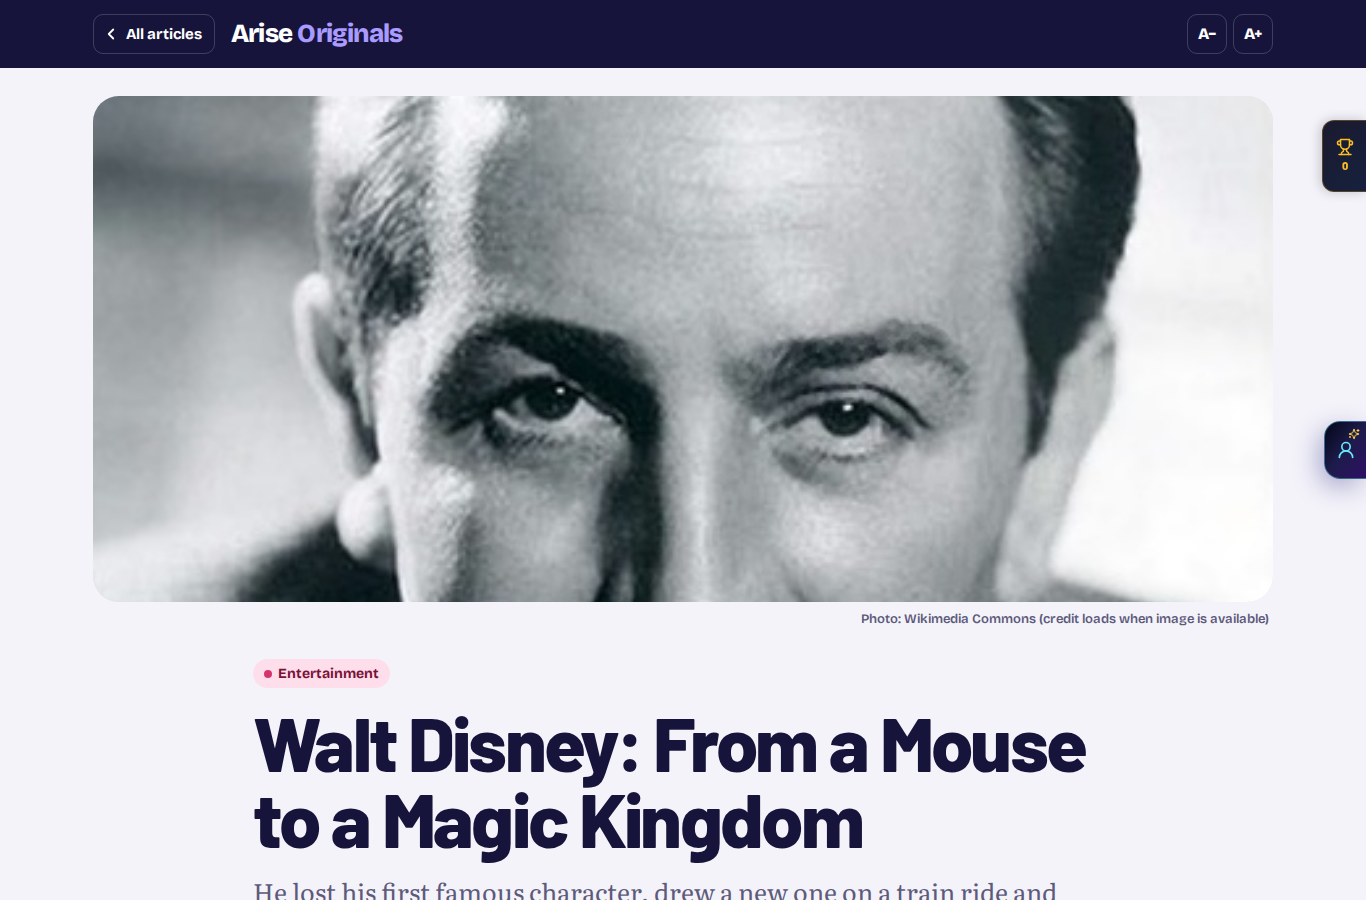 All articles
Arise Originals
A−
A+
0
Photo: Wikimedia Commons (credit loads when image is available)
Entertainment
Walt Disney: From a Mouse
to a Magic Kingdom
He lost his first famous character, drew a new one on a train ride and